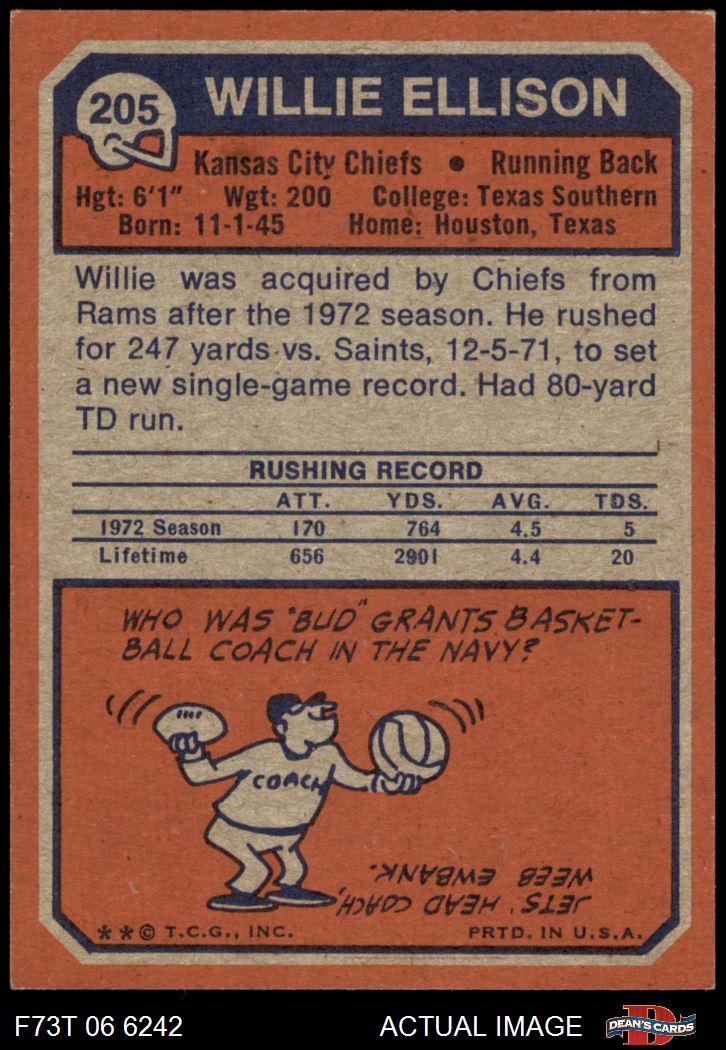 205
WILLIE ELLISON
Kansas City Chiefs • Running Back
Hgt: 6'1" Wgt: 200 College: Texas Southern
Born: 11-1-45 Home: Houston, Texas
Willie was acquired by Chiefs from
Rams after the 1972 season. He rushed
for 247 yards vs. Saints, 12-5-71, to set
a new single-game record. Had 80-yard
TD run.
RUSHING RECORD
ATT. YDS. AVG. TDS.
1972 Season 170 764 4.5 5
Lifetime 656 2901 4.4 20
WHO WAS "BUD" GRANTS BASKET-
BALL COACH IN THE NAVY?
COACH
JETS' HEAD COACH,
WEEB EWBANK.
**© T.C.G., INC. PRTD. IN U.S.A.
F73T 06 6242 ACTUAL IMAGE
D
DEAN'S CARDS